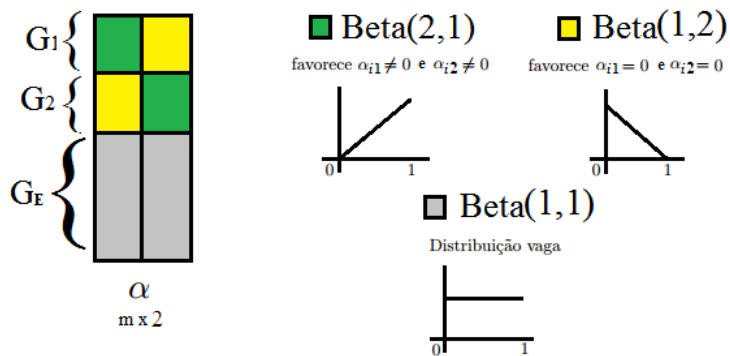 G1
G2
GE
α
m x 2
Beta(2,1)
favorece αi1 ≠ 0 e αi2 ≠ 0
0 1
Beta(1,2)
favorece αi1 = 0 e αi2 = 0
0 1
Beta(1,1)
Distribuição vaga
0 1